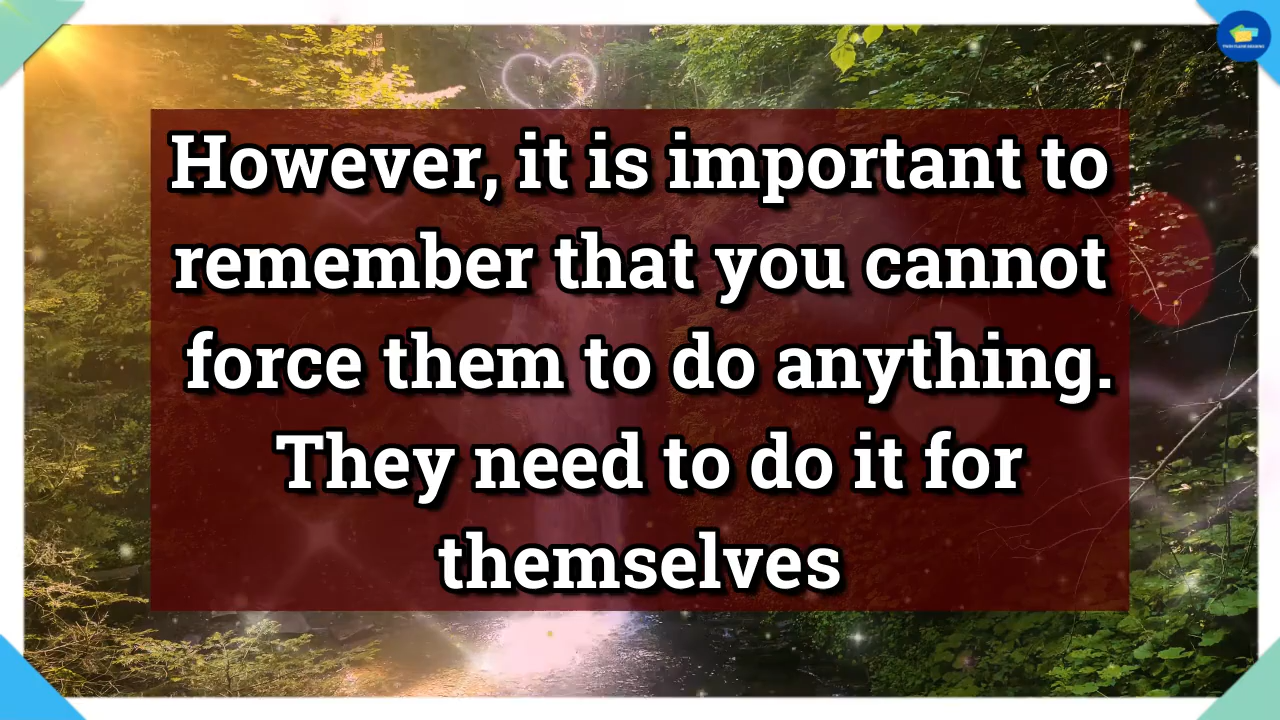 However, it is important to
remember that you cannot
force them to do anything.
They need to do it for
themselves